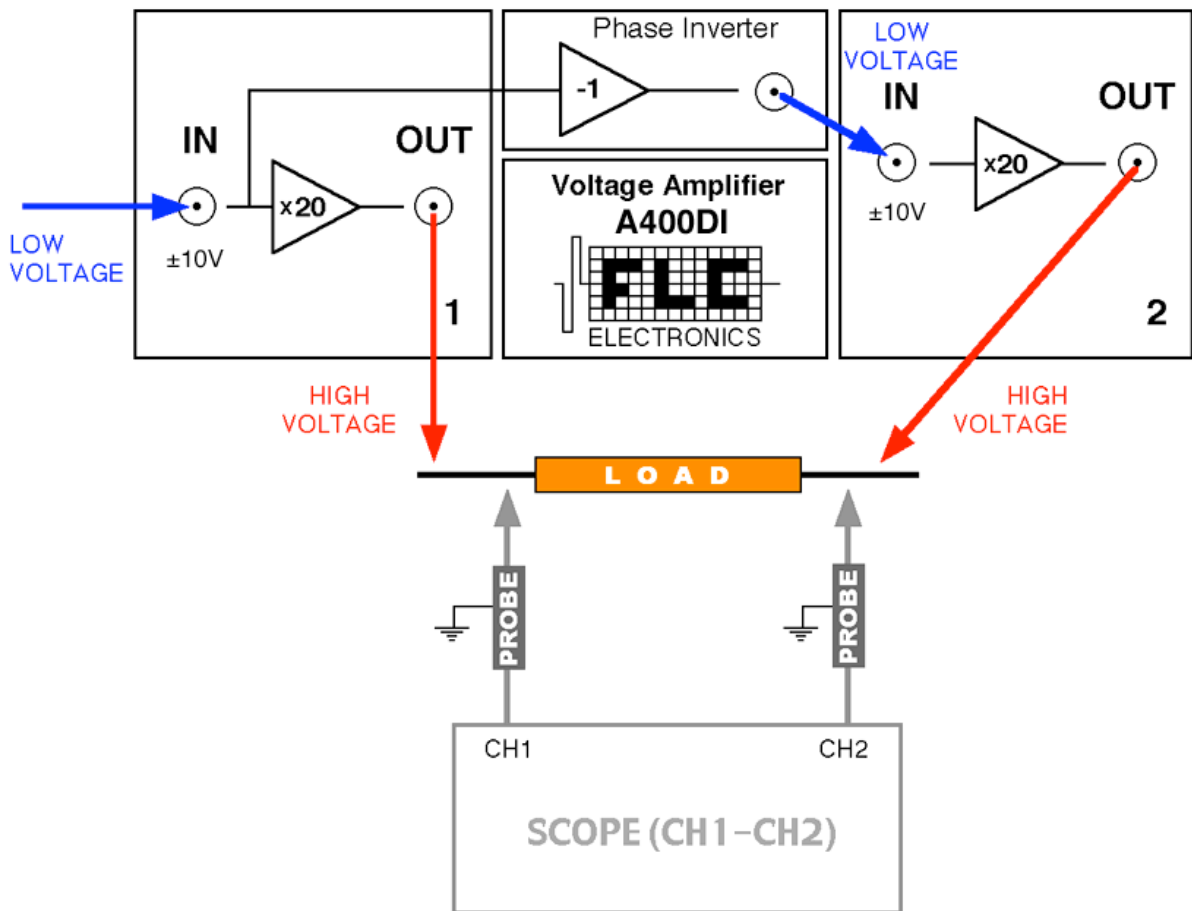 IN
OUT
x20
±10V
LOW
VOLTAGE
1
Phase Inverter
-1
Voltage Amplifier
A400DI
FLC
ELECTRONICS
LOW
VOLTAGE
IN
OUT
x20
±10V
2
HIGH
VOLTAGE
HIGH
VOLTAGE
LOAD
PROBE
PROBE
CH1
CH2
SCOPE (CH1-CH2)